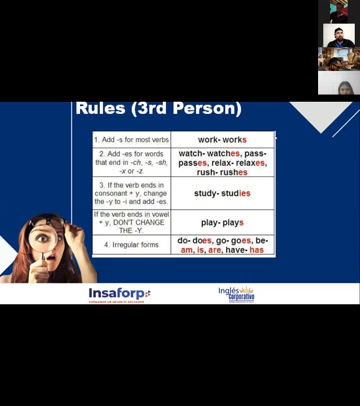 Rules (3rd Person)
1. Add -s for most verbs
work- works
2. Add -es for words
that end in -ch, -s, -sh,
-x or -z.
watch- watches, pass-
passes, relax- relaxes,
rush- rushes
3. If the verb ends in
consonant + y, change
the -y to -i and add -es.
study- studies
If the verb ends in vowel
+ y, DON'T CHANGE
THE -Y.
play- plays
4. Irregular forms
do- does, go- goes, be-
am, is, are, have- has
Insaforp
Inglés
Corporativo